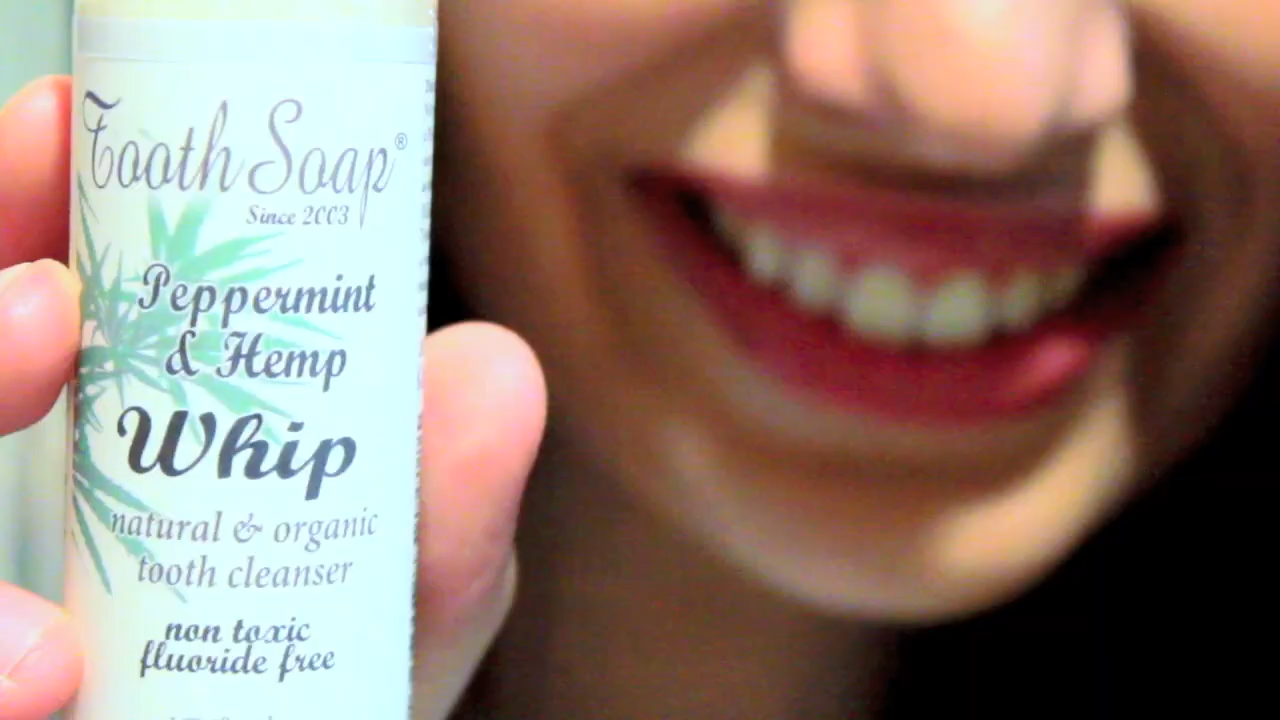 Tooth Soap®
Since 2003
Peppermint
& Hemp
Whip
natural & organic
tooth cleanser
non toxic
fluoride free